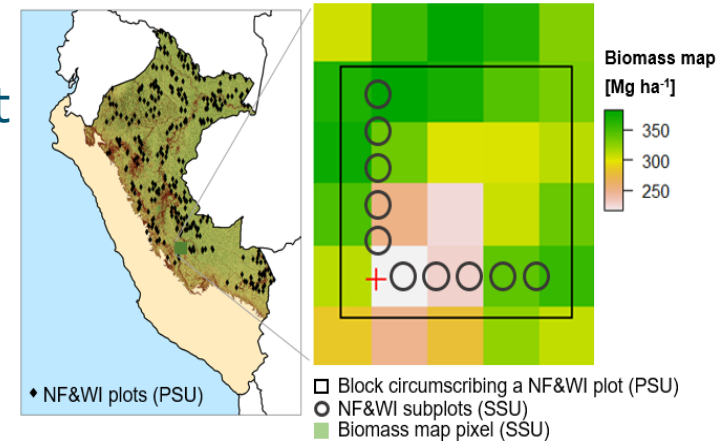 t
Biomass map
[Mg ha⁻¹]
350
300
250
NF&WI plots (PSU)
Block circumscribing a NF&WI plot (PSU)
NF&WI subplots (SSU)
Biomass map pixel (SSU)